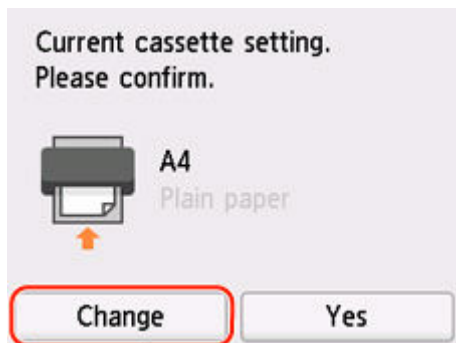 Current cassette setting.
Please confirm.
A4
Plain paper
Change
Yes